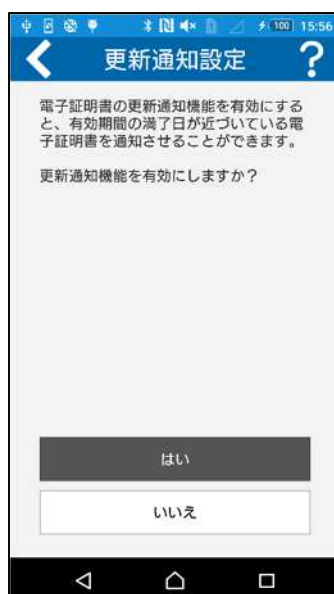 100 15:56
更新通知設定 ?
電子証明書の更新通知機能を有効にする
と、有効期間の満了日が近づいている電
子証明書を通知させることができます。
更新通知機能を有効にしますか？
はい
いいえ